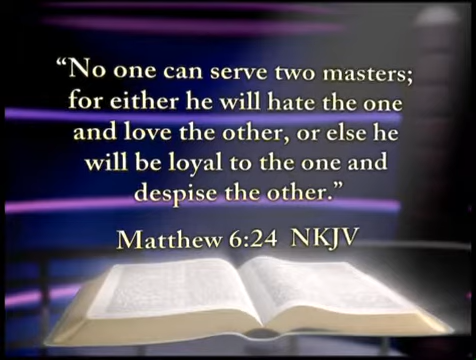 “No one can serve two masters;
for either he will hate the one
and love the other, or else he
will be loyal to the one and
despise the other.”
Matthew 6:24 NKJV